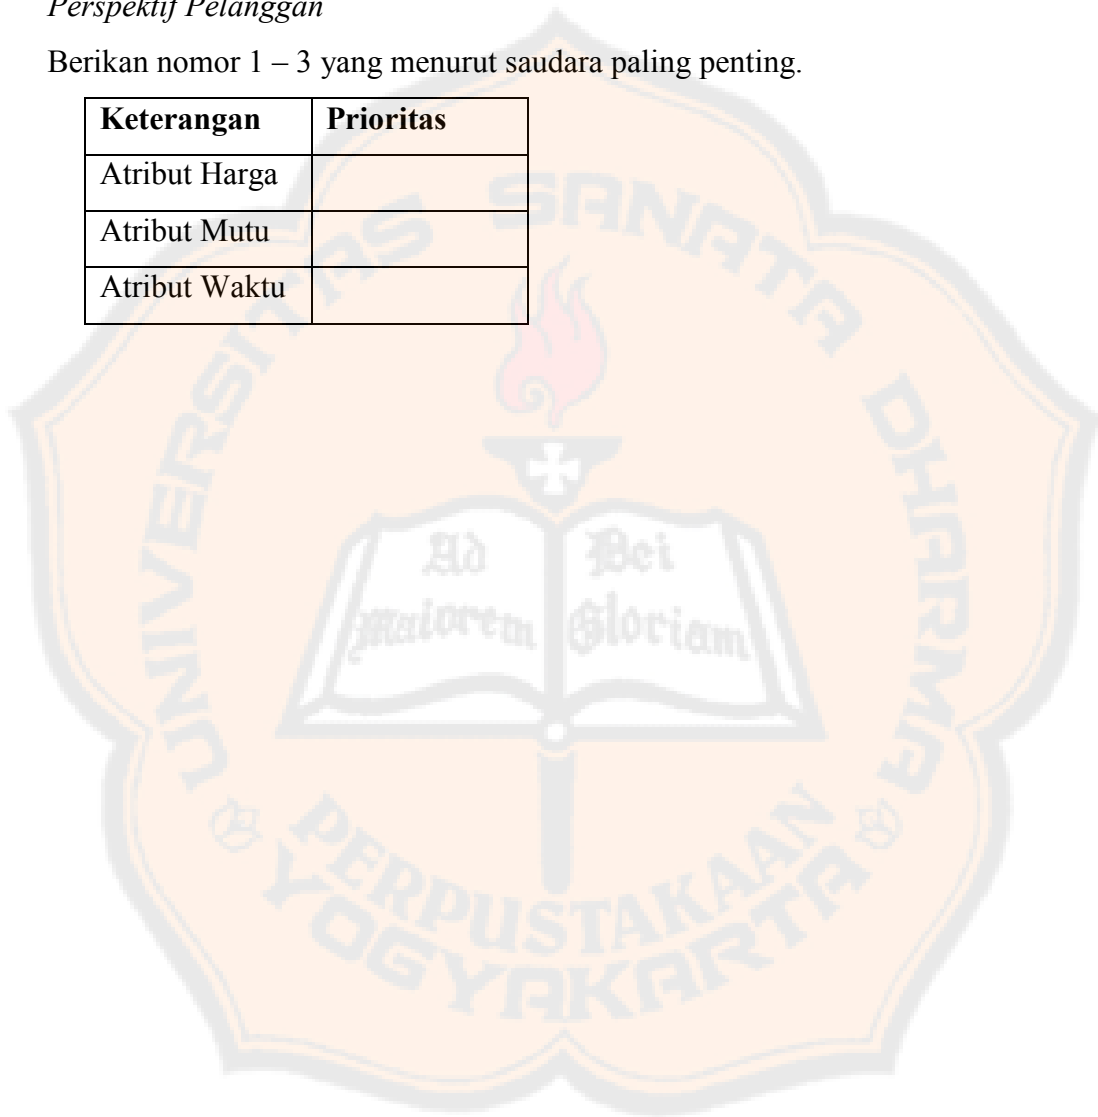 Perspektif Pelanggan
Berikan nomor 1 – 3 yang menurut saudara paling penting.
Keterangan Prioritas
Atribut Harga
Atribut Mutu
Atribut Waktu
UNIVERSITAS SANATA DHARMA
Ad Dei
Maiorem Gloriam
PERPUSTAKAAN
YOGYAKARTA